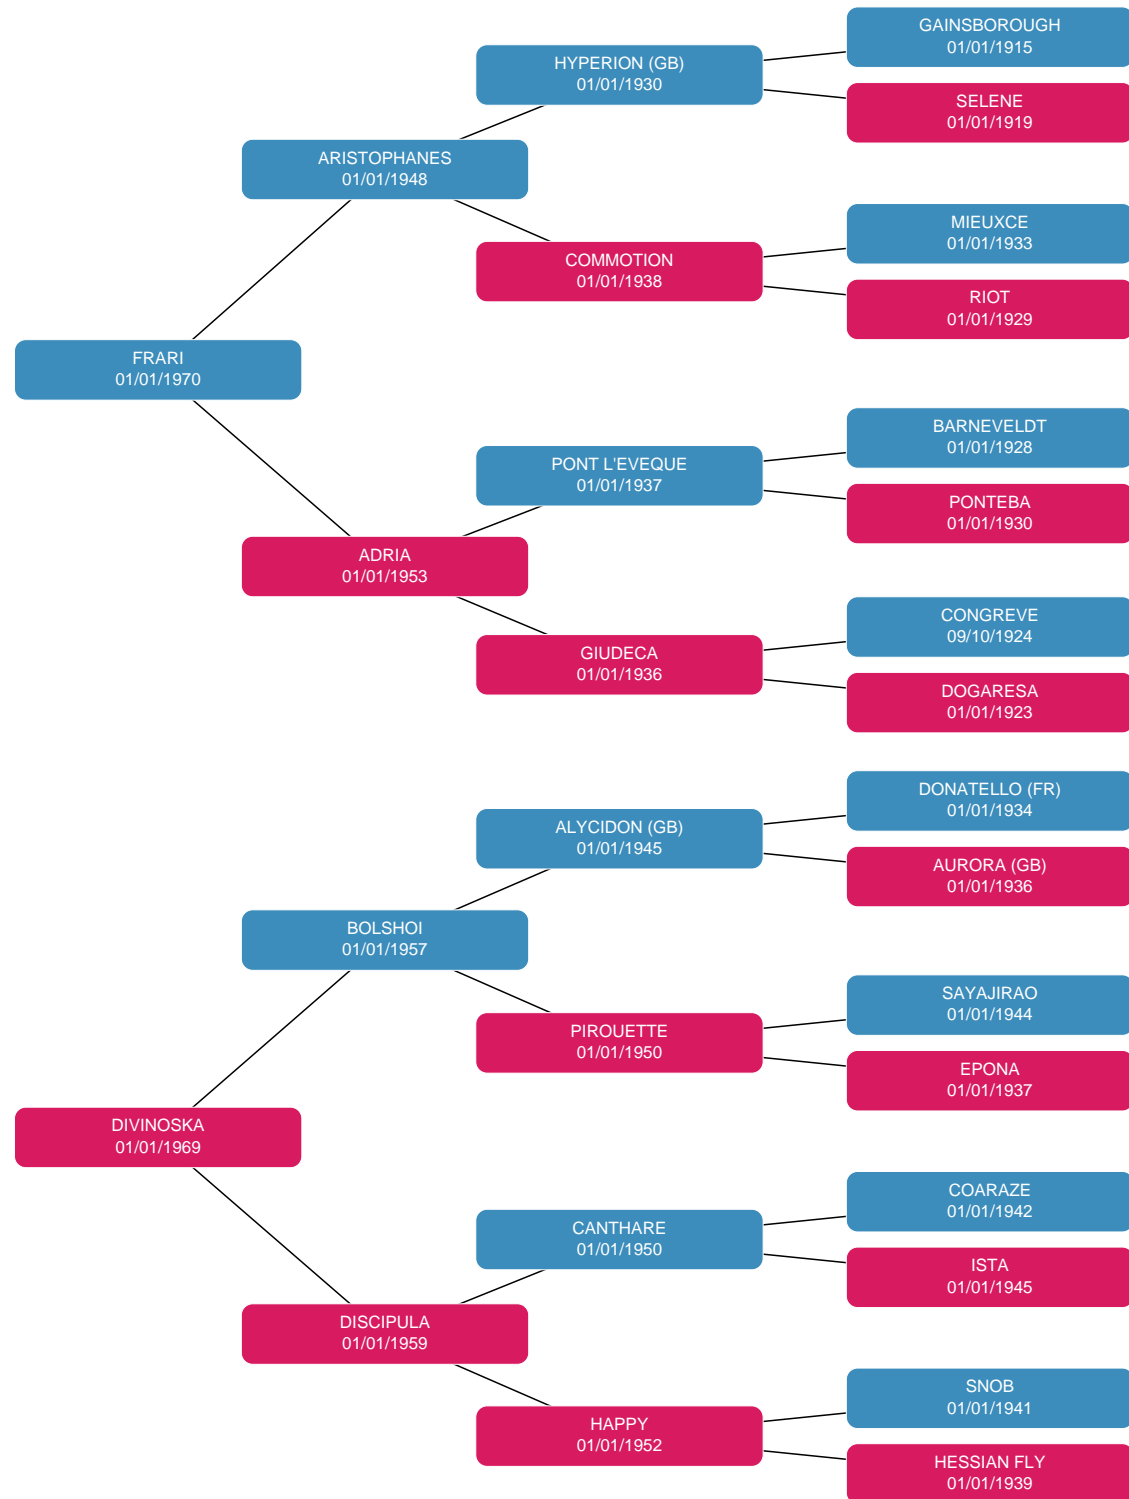 GAINSBOROUGH
01/01/1915
HYPERION (GB)
01/01/1930
SELENE
01/01/1919
ARISTOPHANES
01/01/1948
MIEUXCE
01/01/1933
COMMOTION
01/01/1938
RIOT
01/01/1929
FRARI
01/01/1970
BARNEVELDT
01/01/1928
PONT L'EVEQUE
01/01/1937
PONTEBA
01/01/1930
ADRIA
01/01/1953
CONGREVE
09/10/1924
GIUDECA
01/01/1936
DOGARESA
01/01/1923
DONATELLO (FR)
01/01/1934
ALYCIDON (GB)
01/01/1945
AURORA (GB)
01/01/1936
BOLSHOI
01/01/1957
SAYAJIRAO
01/01/1944
PIROUETTE
01/01/1950
EPONA
01/01/1937
DIVINOSKA
01/01/1969
COARAZE
01/01/1942
CANTHARE
01/01/1950
ISTA
01/01/1945
DISCIPULA
01/01/1959
SNOB
01/01/1941
HAPPY
01/01/1952
HESSIAN FLY
01/01/1939